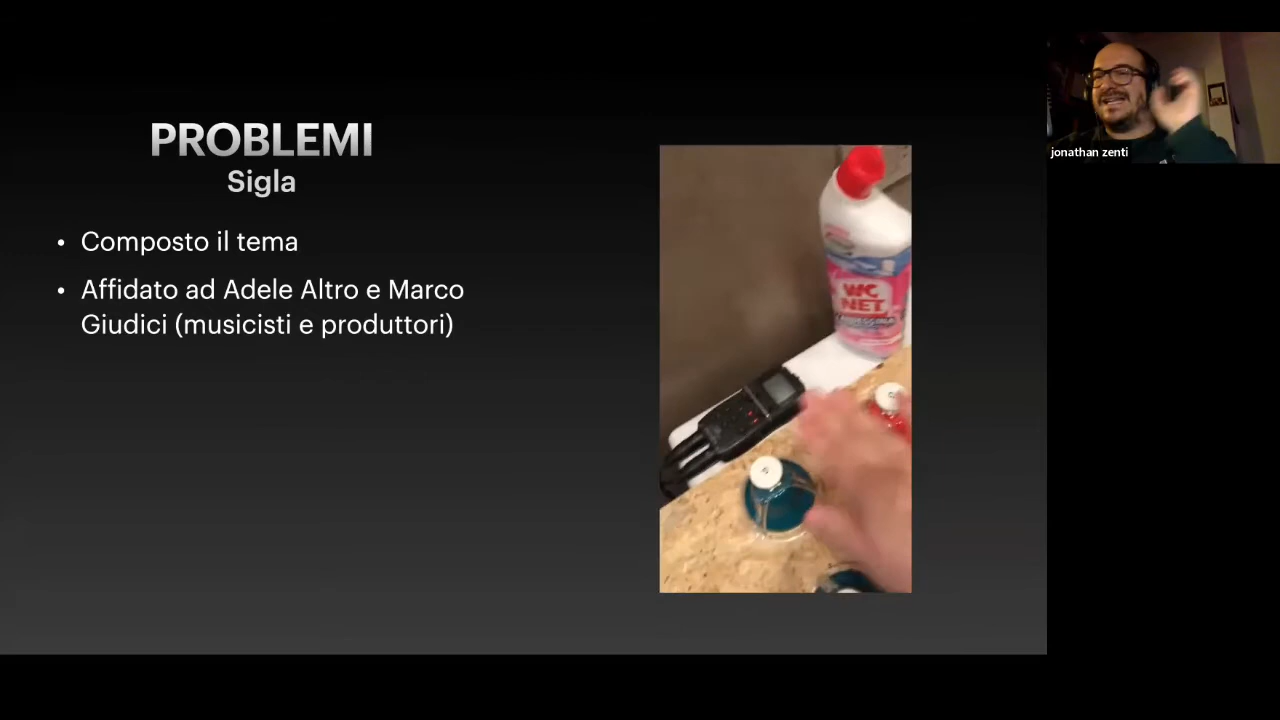 PROBLEMI
Sigla
• Composto il tema
• Affidato ad Adele Altro e Marco
Giudici (musicisti e produttori)
WC
NET
jonathan zenti